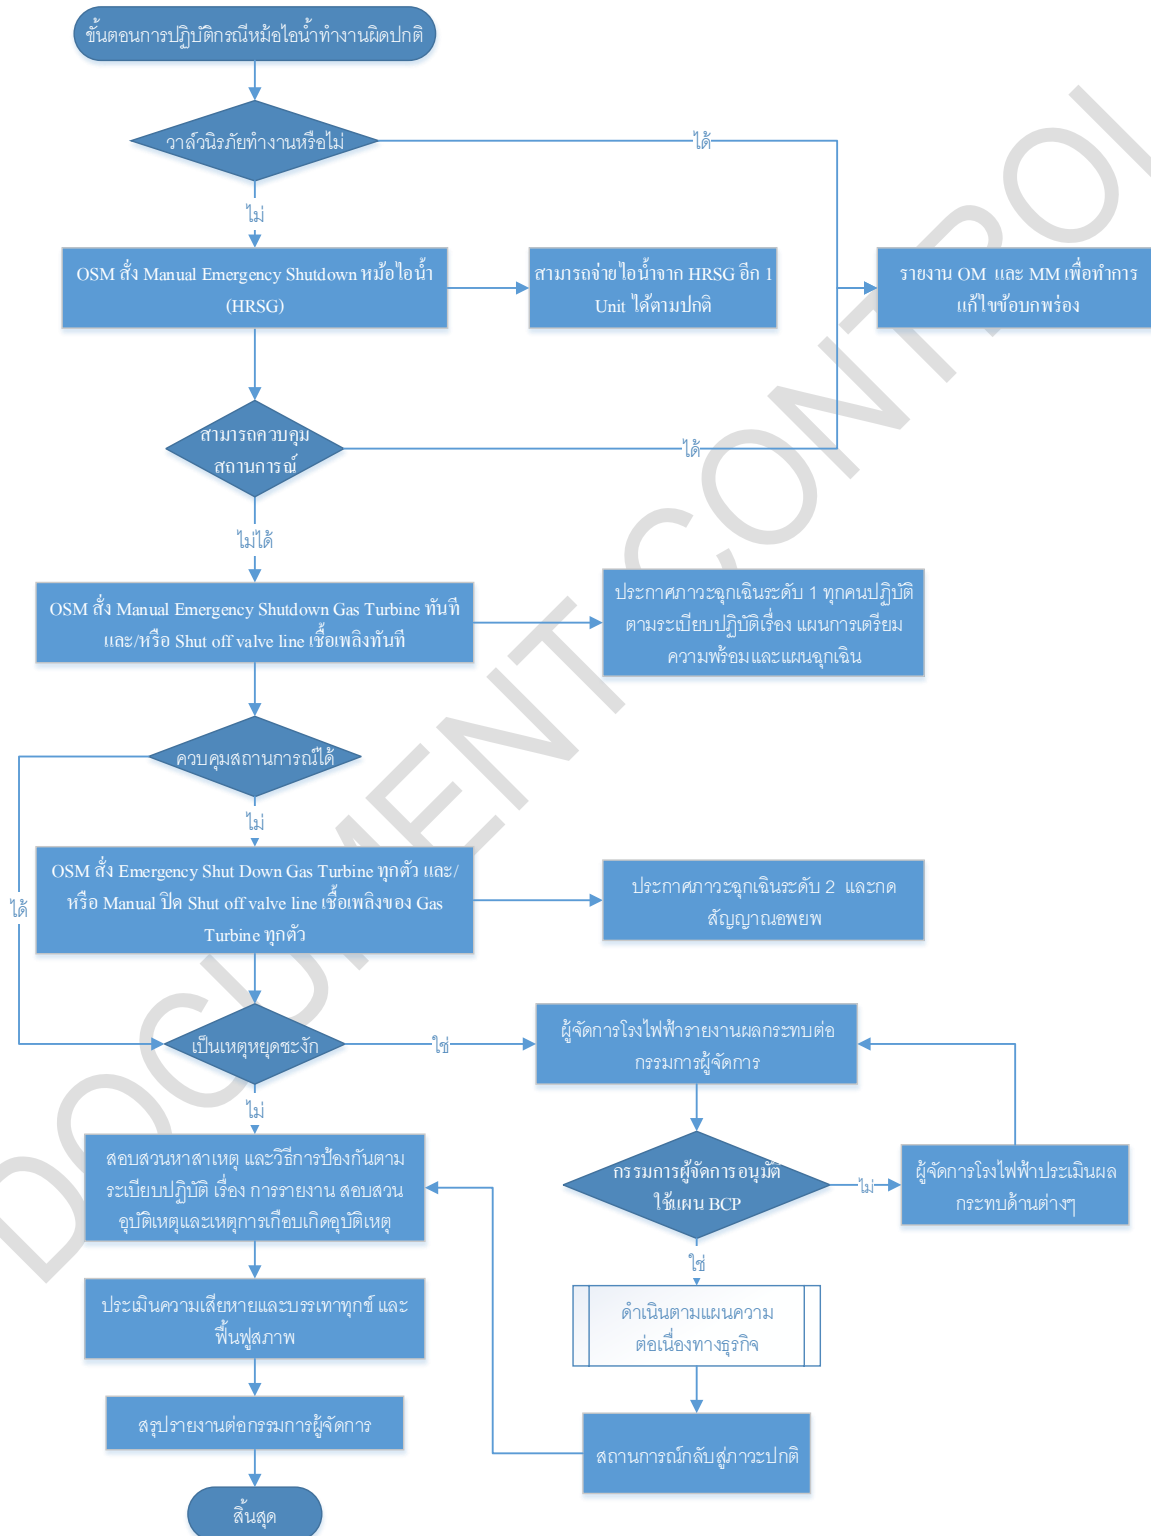 ขั้นตอนการปฏิบัติกรณีหม้อไอน้ำทำงานผิดปกติ
วาล์วนิรภัยทำงานหรือไม่
ได้
ไม่
OSM สั่ง Manual Emergency Shutdown หม้อไอน้ำ
(HRSG)
สามารถจ่ายไอน้ำจาก HRSG อีก 1
Unit ได้ตามปกติ
รายงาน OM และ MM เพื่อทำการ
แก้ไขข้อบกพร่อง
สามารถควบคุม
สถานการณ์
ได้
ไม่ได้
OSM สั่ง Manual Emergency Shutdown Gas Turbine ทันที
และ/หรือ Shut off valve line เชื้อเพลิงทันที
ประกาศภาวะฉุกเฉินระดับ 1 ทุกคนปฏิบัติ
ตามระเบียบปฏิบัติเรื่อง แผนการเตรียม
ความพร้อมและแผนฉุกเฉิน
ควบคุมสถานการณ์ได้
ไม่
ได้
OSM สั่ง Emergency Shut Down Gas Turbine ทุกตัว และ/
หรือ Manual ปิด Shut off valve line เชื้อเพลิงของ Gas
Turbine ทุกตัว
ประกาศภาวะฉุกเฉินระดับ 2 และกด
สัญญาณอพยพ
เป็นเหตุหยุดชะงัก
ใช่
ไม่
ผู้จัดการโรงไฟฟ้ารายงานผลกระทบต่อ
กรรมการผู้จัดการ
สอบสวนหาสาเหตุ และวิธีการป้องกันตาม
ระเบียบปฏิบัติ เรื่อง การรายงาน สอบสวน
อุบัติเหตุและเหตุการเกือบเกิดอุบัติเหตุ
กรรมการผู้จัดการอนุมัติ
ใช้แผน BCP
ไม่
ผู้จัดการโรงไฟฟ้าประเมินผล
กระทบด้านต่างๆ
ใช่
ประเมินความเสียหายและบรรเทาทุกข์ และ
ฟื้นฟูสภาพ
ดำเนินตามแผนความ
ต่อเนื่องทางธุรกิจ
สรุปรายงานต่อกรรมการผู้จัดการ
สถานการณ์กลับสู่ภาวะปกติ
สิ้นสุด
DOCUMENT CONTROL